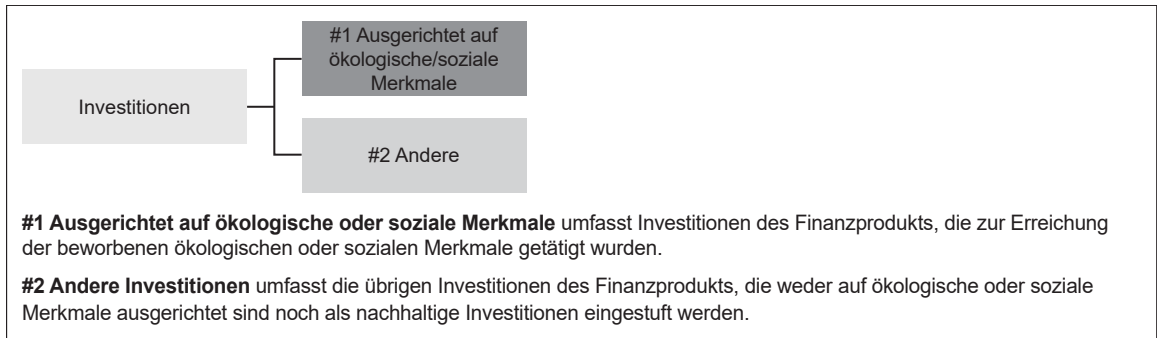 #1 Ausgerichtet auf
ökologische/soziale
Merkmale
Investitionen
#2 Andere
#1 Ausgerichtet auf ökologische oder soziale Merkmale umfasst Investitionen des Finanzprodukts, die zur Erreichung
der beworbenen ökologischen oder sozialen Merkmale getätigt wurden.
#2 Andere Investitionen umfasst die übrigen Investitionen des Finanzprodukts, die weder auf ökologische oder soziale
Merkmale ausgerichtet sind noch als nachhaltige Investitionen eingestuft werden.